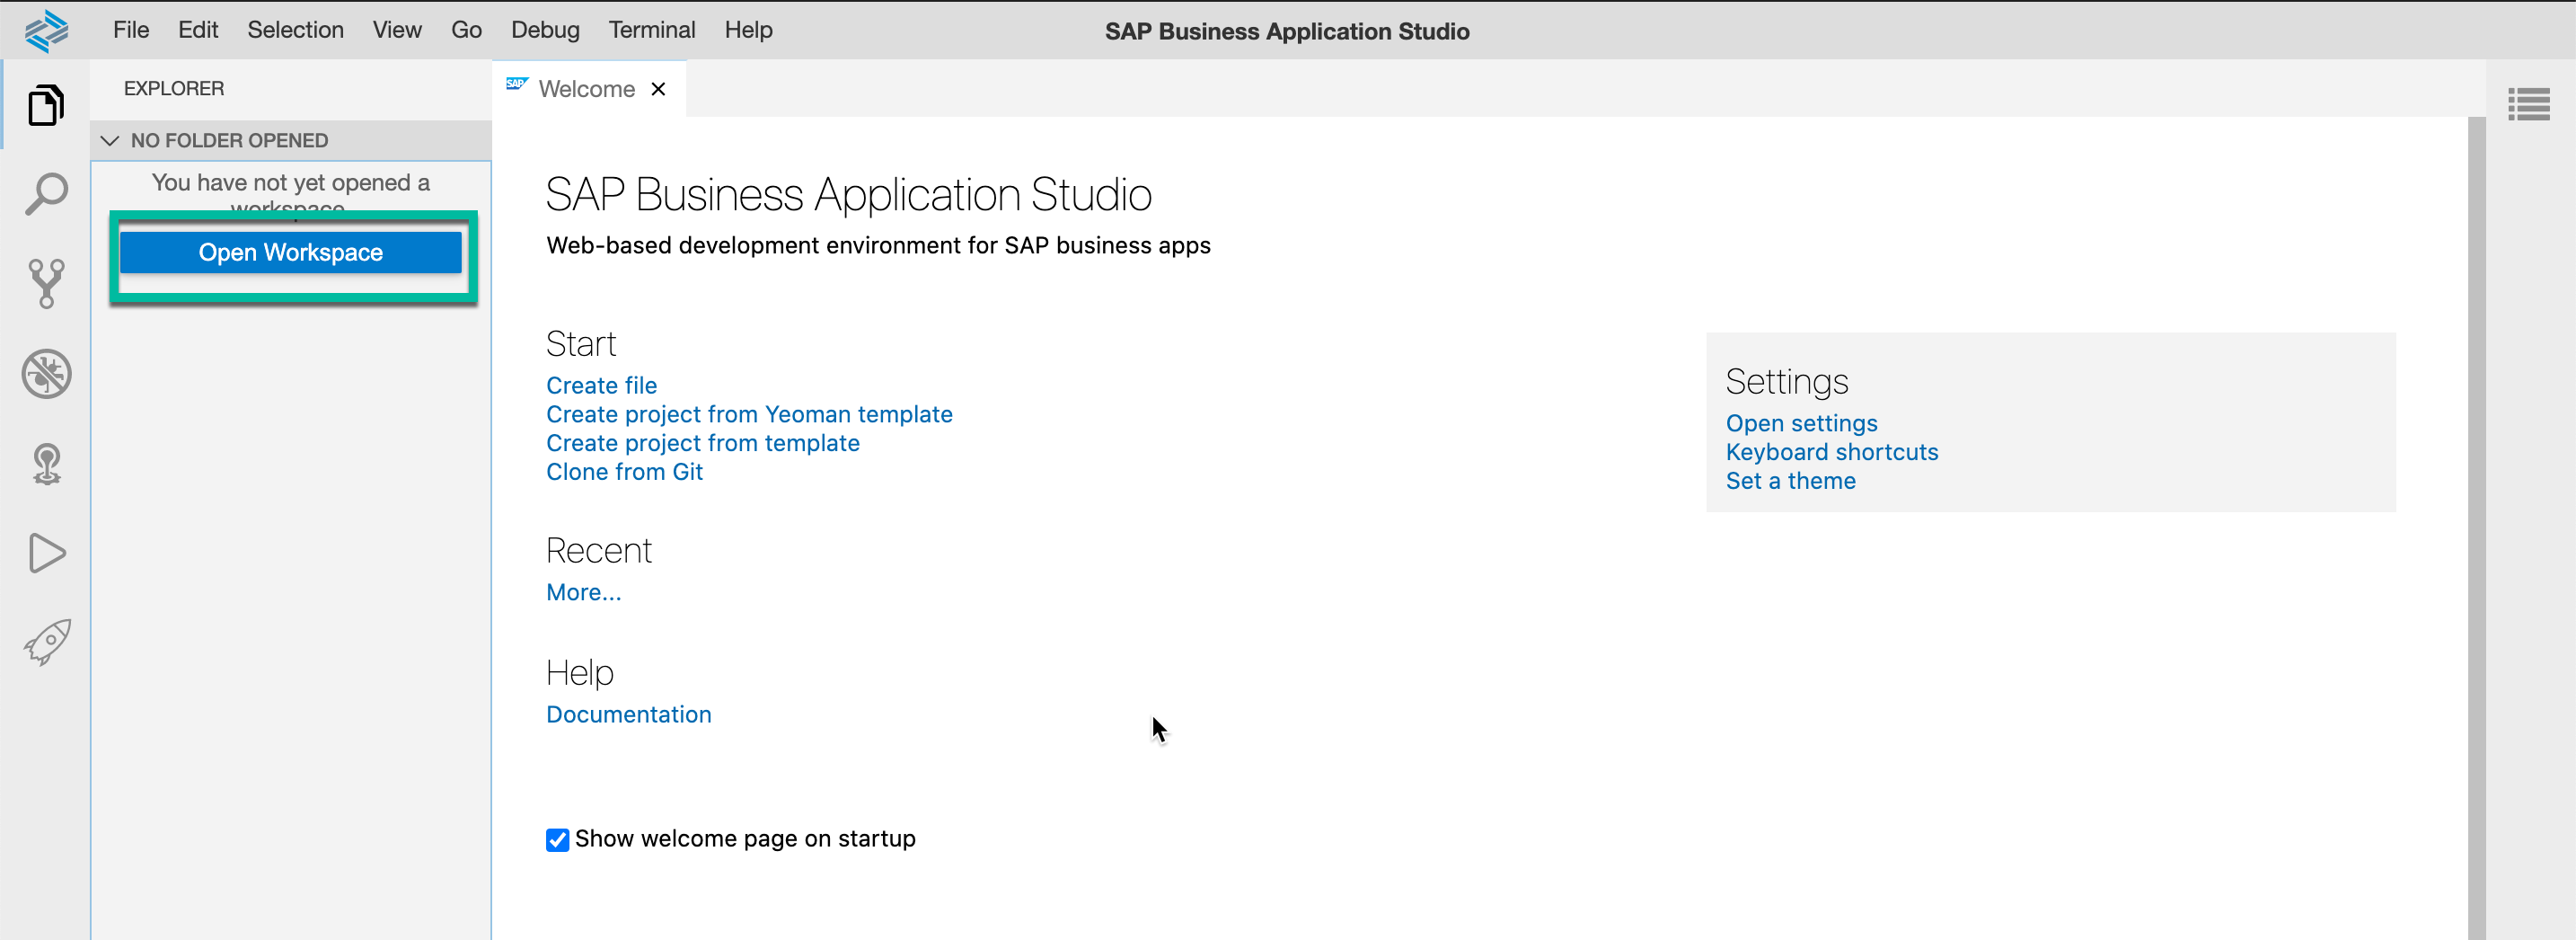 File Edit Selection View Go Debug Terminal Help
SAP Business Application Studio
EXPLORER
NO FOLDER OPENED
You have not yet opened a
workspace.
Open Workspace
SAP Welcome
SAP Business Application Studio
Web-based development environment for SAP business apps
Start
Create file
Create project from Yeoman template
Create project from template
Clone from Git
Recent
More...
Help
Documentation
Show welcome page on startup
Settings
Open settings
Keyboard shortcuts
Set a theme